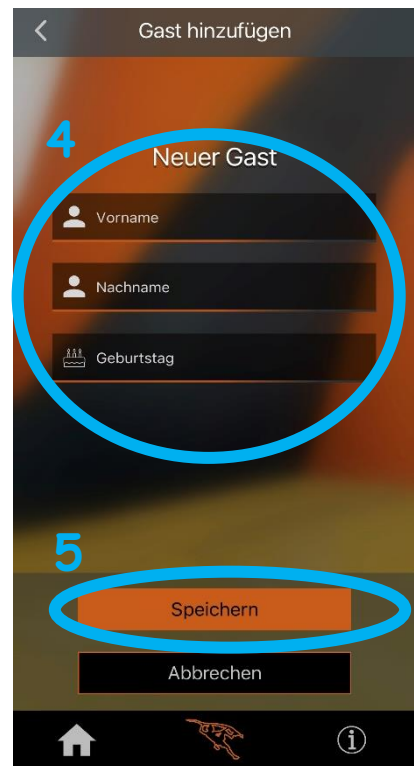 Gast hinzufügen
4
Neuer Gast
Vorname
Nachname
Geburtstag
5
Speichern
Abbrechen